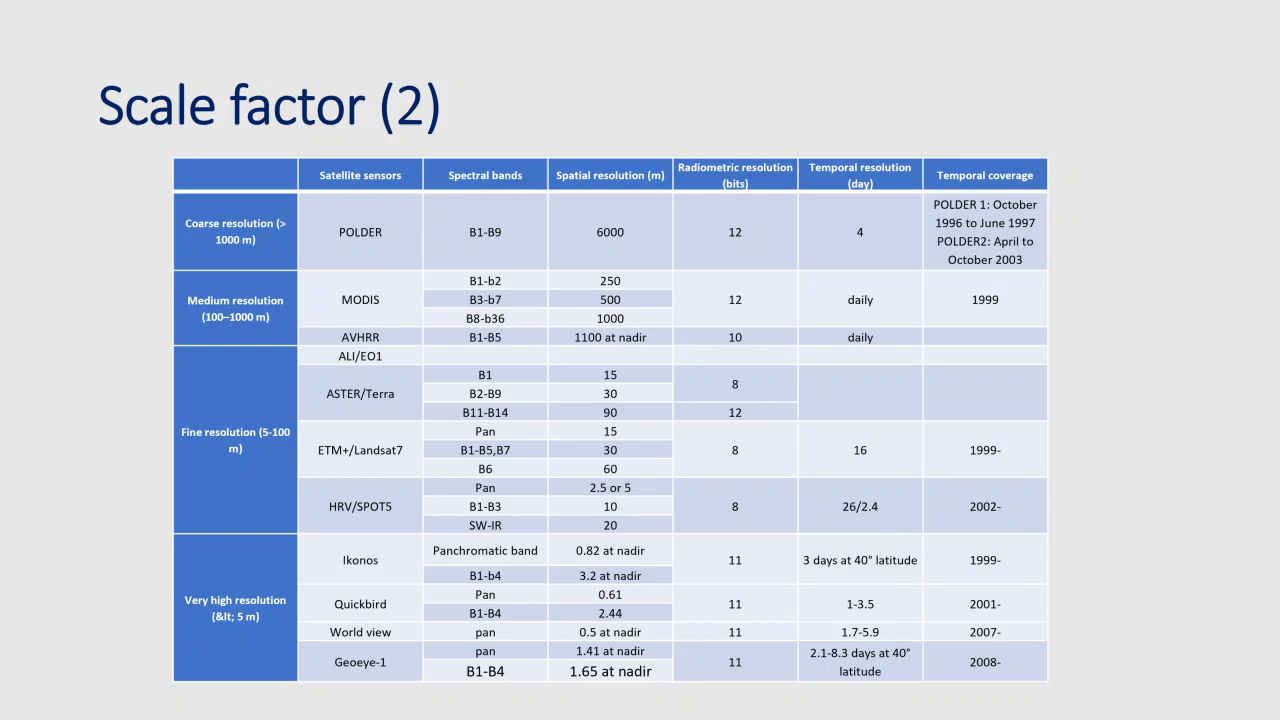 Scale factor (2)
Satellite sensors
Spectral bands
Spatial resolution (m)
Radiometric resolution
(bits)
Temporal resolution
(day)
Temporal coverage
Coarse resolution (>
1000 m)
POLDER
B1-B9
6000
12
4
POLDER 1: October
1996 to June 1997
POLDER2: April to
October 2003
Medium resolution
(100–1000 m)
MODIS
B1-b2
250
B3-b7
500
B8-b36
1000
12
daily
1999
AVHRR
B1-B5
1100 at nadir
10
daily
Fine resolution (5-100
m)
ALI/EO1
ASTER/Terra
B1
15
B2-B9
30
8
B11-B14
90
12
ETM+/Landsat7
Pan
15
B1-B5,B7
30
B6
60
8
16
1999-
HRV/SPOT5
Pan
2.5 or 5
B1-B3
10
SW-IR
20
8
26/2.4
2002-
Very high resolution
(&lt; 5 m)
Ikonos
Panchromatic band
0.82 at nadir
B1-b4
3.2 at nadir
11
3 days at 40° latitude
1999-
Quickbird
Pan
0.61
B1-B4
2.44
11
1-3.5
2001-
World view
pan
0.5 at nadir
11
1.7-5.9
2007-
Geoeye-1
pan
1.41 at nadir
B1-B4
1.65 at nadir
11
2.1-8.3 days at 40°
latitude
2008-